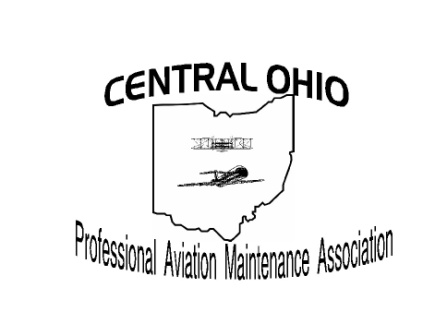 CENTRAL OHIO
Professional Aviation Maintenance Association